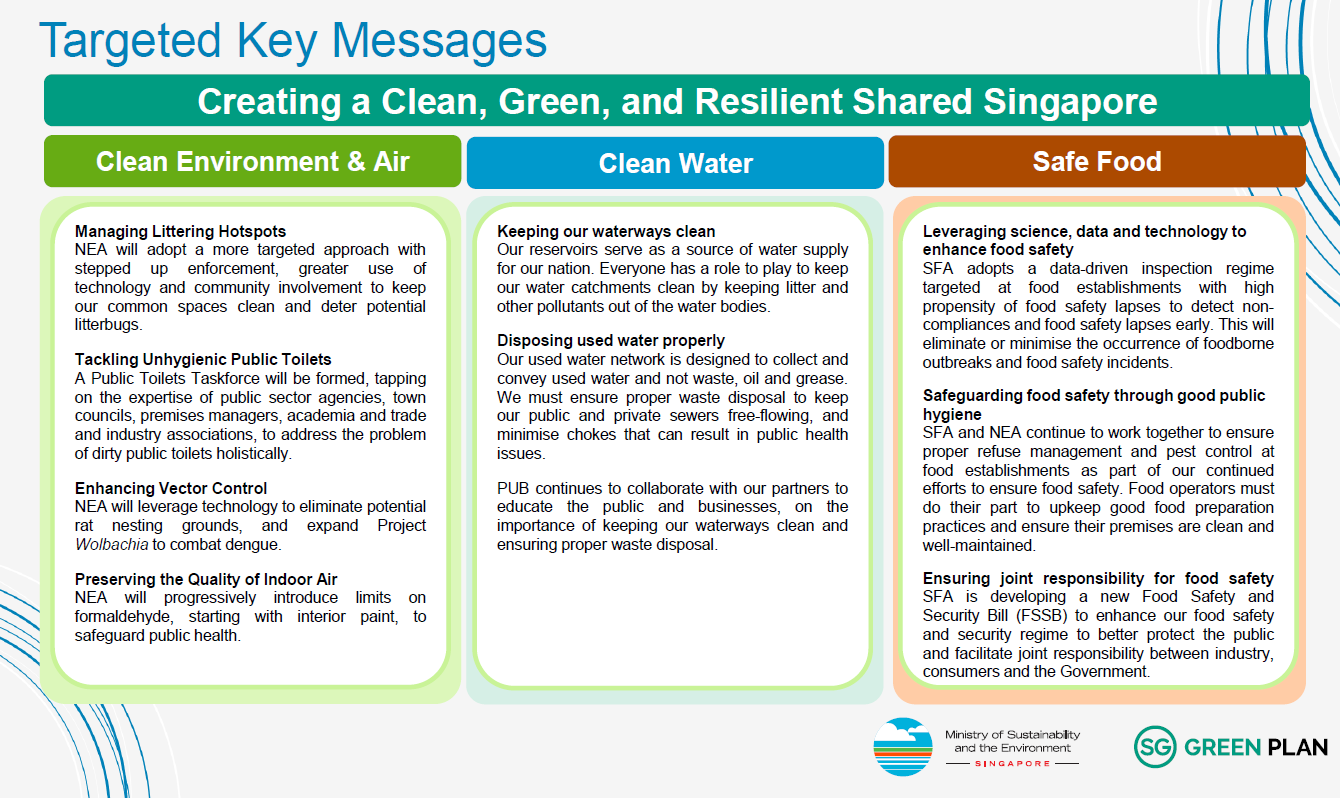 Targeted Key Messages
Creating a Clean, Green, and Resilient Shared Singapore
Clean Environment & Air
Managing Littering Hotspots
NEA will adopt a more targeted approach with
stepped up enforcement, greater use of
technology and community involvement to keep
our common spaces clean and deter potential
litterbugs.
Tackling Unhygienic Public Toilets
A Public Toilets Taskforce will be formed, tapping
on the expertise of public sector agencies, town
councils, premises managers, academia and trade
and industry associations, to address the problem
of dirty public toilets holistically.
Enhancing Vector Control
NEA will leverage technology to eliminate potential
rat nesting grounds, and expand Project
Wolbachia to combat dengue.
Preserving the Quality of Indoor Air
NEA will progressively introduce limits on
formaldehyde, starting with interior paint, to
safeguard public health.
Clean Water
Keeping our waterways clean
Our reservoirs serve as a source of water supply
for our nation. Everyone has a role to play to keep
our water catchments clean by keeping litter and
other pollutants out of the water bodies.
Disposing used water properly
Our used water network is designed to collect and
convey used water and not waste, oil and grease.
We must ensure proper waste disposal to keep
our public and private sewers free-flowing, and
minimise chokes that can result in public health
issues.
PUB continues to collaborate with our partners to
educate the public and businesses, on the
importance of keeping our waterways clean and
ensuring proper waste disposal.
Safe Food
Leveraging science, data and technology to
enhance food safety
SFA adopts a data-driven inspection regime
targeted at food establishments with high
propensity of food safety lapses to detect non-
compliances and food safety lapses early. This will
eliminate or minimise the occurrence of foodborne
outbreaks and food safety incidents.
Safeguarding food safety through good public
hygiene
SFA and NEA continue to work together to ensure
proper refuse management and pest control at
food establishments as part of our continued
efforts to ensure food safety. Food operators must
do their part to upkeep good food preparation
practices and ensure their premises are clean and
well-maintained.
Ensuring joint responsibility for food safety
SFA is developing a new Food Safety and
Security Bill (FSSB) to enhance our food safety
and security regime to better protect the public
and facilitate joint responsibility between industry,
consumers and the Government.
Ministry of Sustainability
and the Environment
SINGAPORE
SG GREEN PLAN